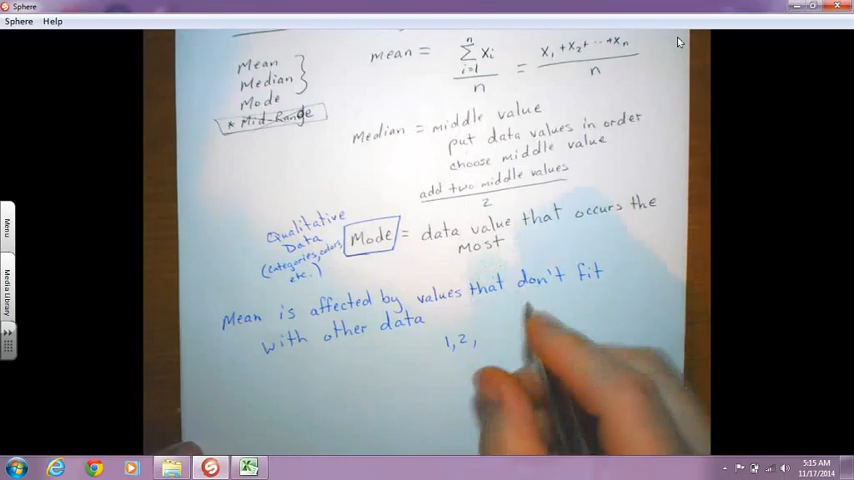 Sphere
Sphere Help
Mean
Median
Mode
* Mid-Range
mean = n Σ i=1 xi / n = x1 + x2 + ... + xn / n
Median = middle value
put data values in order
choose middle value
add two middle values
2
Qualitative
Data
(categories, colors,
etc.)
Mode = data value that occurs the
most
Mean is affected by values that don't fit
with other data
1, 2,
Menu
Media Library
5:15 AM
11/17/2014